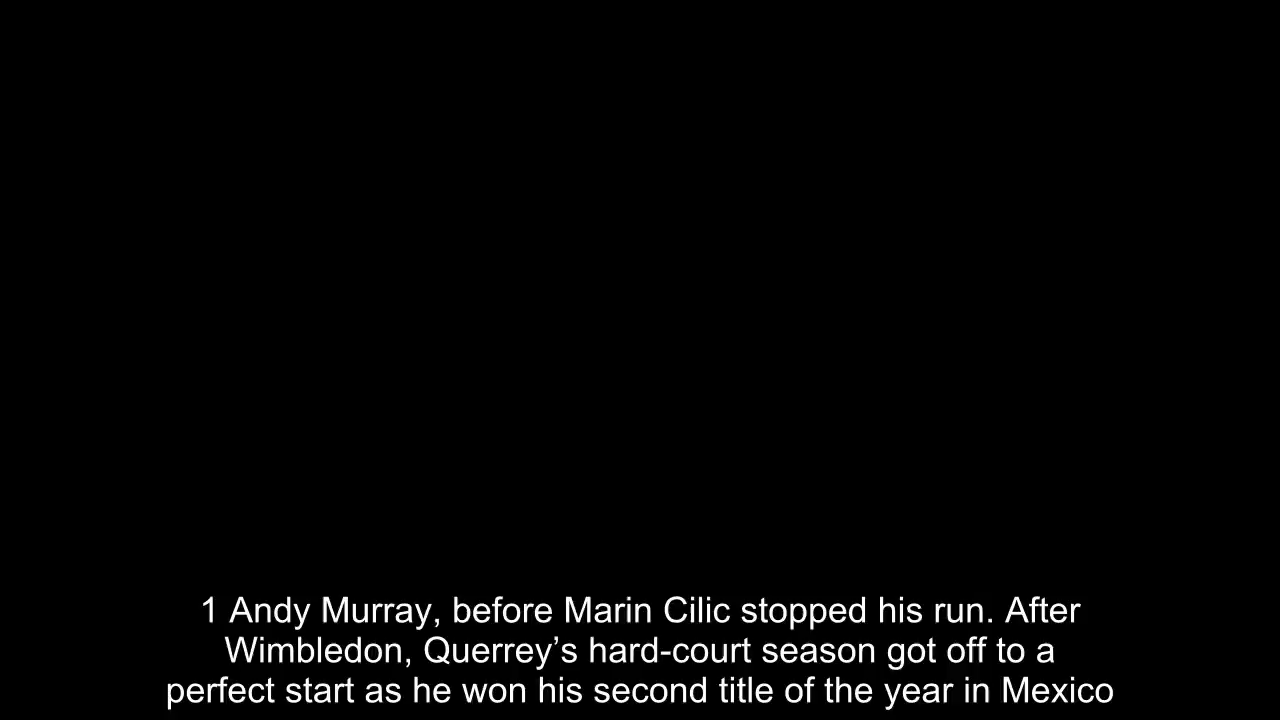 1 Andy Murray, before Marin Cilic stopped his run. After
Wimbledon, Querrey’s hard-court season got off to a
perfect start as he won his second title of the year in Mexico